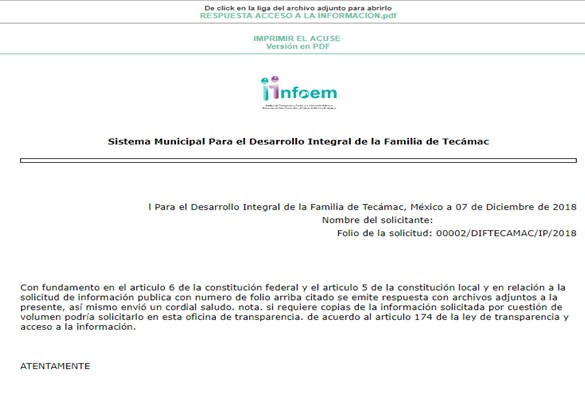 De click en la liga del archivo adjunto para abrirlo
RESPUESTA ACCESO A LA INFORMACIÓN.pdf
IMPRIMIR EL ACUSE
Versión en PDF
infoem
Sistema Municipal Para el Desarrollo Integral de la Familia de Tecámac
l Para el Desarrollo Integral de la Familia de Tecámac, México a 07 de Diciembre de 2018
Nombre del solicitante:
Folio de la solicitud: 00002/DIFTECAMAC/IP/2018
Con fundamento en el articulo 6 de la constitución federal y el articulo 5 de la constitución local y en relación a la
solicitud de información publica con numero de folio arriba citado se emite respuesta con archivos adjuntos a la
presente, así mismo envió un cordial saludo. nota. si requiere copias de la información solicitada por cuestión de
volumen podría solicitarlo en esta oficina de transparencia. de acuerdo al articulo 174 de la ley de transparencia y
acceso a la información.
ATENTAMENTE